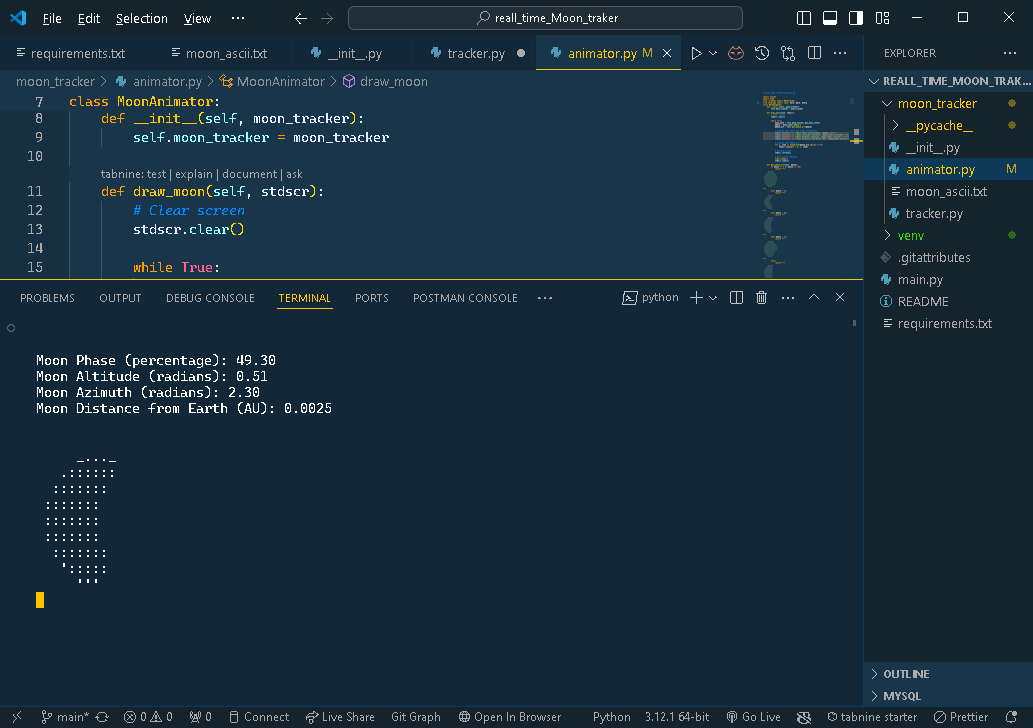 File Edit Selection View ··· reall_time_Moon_traker
requirements.txt moon_ascii.txt __init__.py tracker.py animator.py M
moon_tracker > animator.py > MoonAnimator > draw_moon
7 class MoonAnimator:
8 def __init__(self, moon_tracker):
9 self.moon_tracker = moon_tracker
10
tabnine: test | explain | document | ask
11 def draw_moon(self, stdscr):
12 # Clear screen
13 stdscr.clear()
14
15 while True:
PROBLEMS OUTPUT DEBUG CONSOLE TERMINAL PORTS POSTMAN CONSOLE ··· python
Moon Phase (percentage): 49.30
Moon Altitude (radians): 0.51
Moon Azimuth (radians): 2.30
Moon Distance from Earth (AU): 0.0025
_..._
.::::::
:::::::
:::::::
:::::::
:::::::
:::::::
':::::
'''
EXPLORER
REALL_TIME_MOON_TRAK...
moon_tracker
__pycache__
__init__.py
animator.py M
moon_ascii.txt
tracker.py
venv
.gitattributes
main.py
README
requirements.txt
OUTLINE
MYSQL
main* 0 0 0 Connect Live Share Git Graph Open In Browser Python 3.12.1 64-bit Go Live tabnine starter Prettier